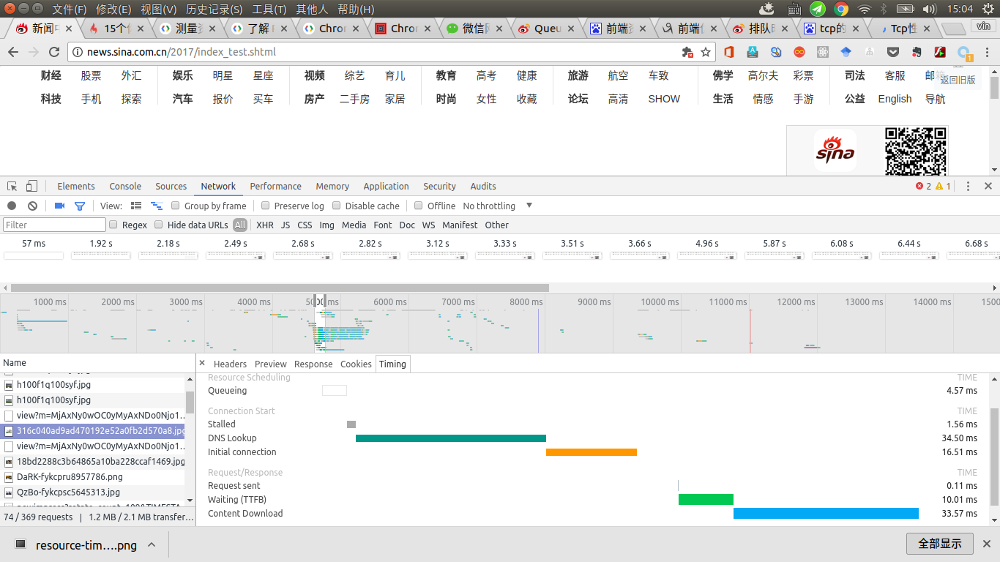 文件(F) 修改(E) 视图(V) 历史记录(S) 工具(T) 其他人 帮助(H) 15:04
新闻 15个 测量资 了解 Chron Chron 微信 Queu 前端资 前端 排队 tcp的 Tcp性 vin
news.sina.com.cn/2017/index_test.shtml 1
财经 股票 外汇 娱乐 明星 星座 视频 综艺 育儿 教育 高考 健康 旅游 航空 车致 佛学 高尔夫 彩票 司法 客服 邮箱
返回旧版
科技 手机 探索 汽车 报价 买车 房产 二手房 家居 时尚 女性 收藏 论坛 高清 SHOW 生活 情感 手游 公益 English 导航
sina
Elements Console Sources Network Performance Memory Application Security Audits 2 1
View: Group by frame Preserve log Disable cache Offline No throttling
Filter Regex Hide data URLs All XHR JS CSS Img Media Font Doc WS Manifest Other
57 ms 1.92 s 2.18 s 2.49 s 2.68 s 2.82 s 3.12 s 3.33 s 3.51 s 3.66 s 4.96 s 5.87 s 6.08 s 6.44 s 6.68 s
1000 ms 2000 ms 3000 ms 4000 ms 5000 ms 6000 ms 7000 ms 8000 ms 9000 ms 10000 ms 11000 ms 12000 ms 13000 ms 14000 ms 1500
Name
Headers Preview Response Cookies Timing
h100f1q100syf.jpg
h100f1q100syf.jpg
view?m=MjAxNy0wOC0yMyAxNDo0Njo1...
316c040ad9ad470192e52a0fb2d570a8.jpg
view?m=MjAxNy0wOC0yMyAxNDo0Njo1...
18bd2288c3b64865a10ba228ccaf1469.jpg
DaRK-fykcpru8957786.png
QzBo-fykcpsc5645313.jpg
74 / 369 requests | 1.2 MB / 2.1 MB transfer...
Resource Scheduling TIME
Queueing 4.57 ms
Connection Start TIME
Stalled 1.56 ms
DNS Lookup 34.50 ms
Initial connection 16.51 ms
Request/Response TIME
Request sent 0.11 ms
Waiting (TTFB) 10.01 ms
Content Download 33.57 ms
resource-tim....png 全部显示